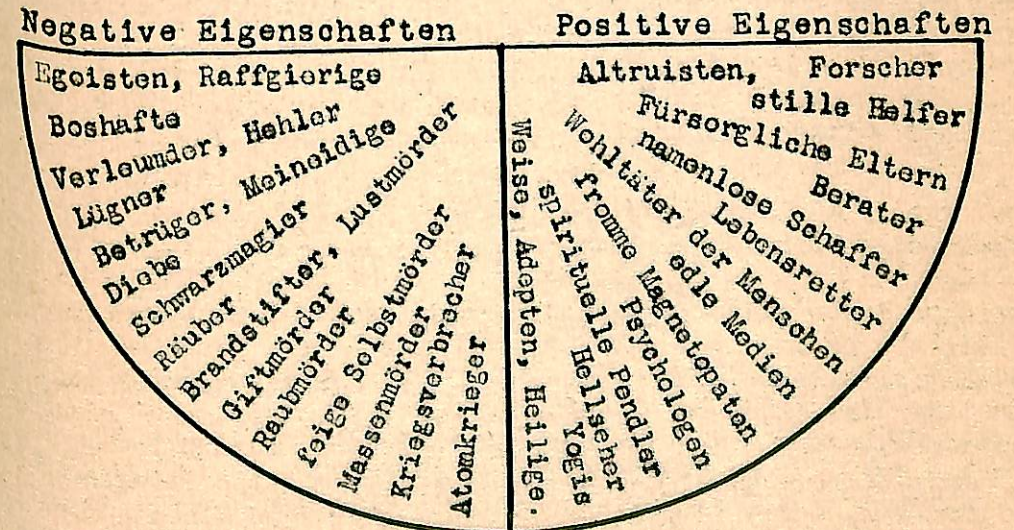 Negative Eigenschaften
Egoisten, Raffgierige
Boshafte
Verleumder, Hehler
Lügner
Betrüger, Meineidige
Diebe
Schwarzmagier
Räuber
Brandstifter, Lustmörder
Giftmörder
Raubmörder
feige Selbstmörder
Massenmörder
Kriegsverbrecher
Atomkrieger
Positive Eigenschaften
Altruisten, Forscher
stille Helfer
Fürsorgliche Eltern
Berater
namenlose Schaffer
Lebensretter
Wohltäter der Menschen
edle Medien
fromme Magnetopaten
Psychologen
spirituelle Pendler
Hellseher
Yogis
Weise, Adepten, Heilige.